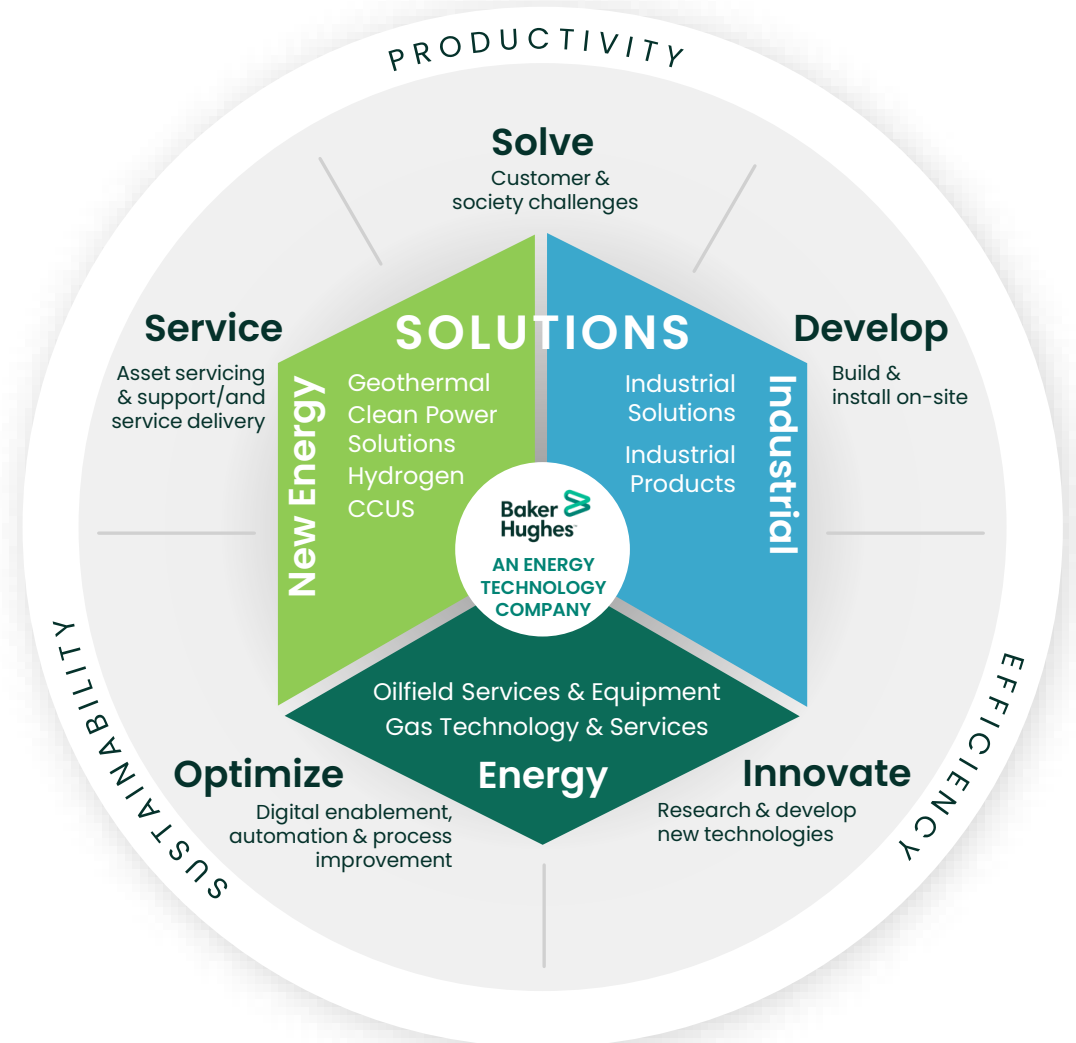 PRODUCTIVITY
Solve
Customer &
society challenges
Service
Asset servicing
& support/and
service delivery
Develop
Build &
install on-site
SOLUTIONS
New Energy
Geothermal
Clean Power
Solutions
Hydrogen
CCUS
Industrial
Solutions
Industrial
Products
Industrial
Baker
Hughes
AN ENERGY
TECHNOLOGY
COMPANY
Oilfield Services & Equipment
Gas Technology & Services
Energy
Optimize
Digital enablement,
automation & process
improvement
Innovate
Research & develop
new technologies
SUSTAINABILITY
EFFICIENCY